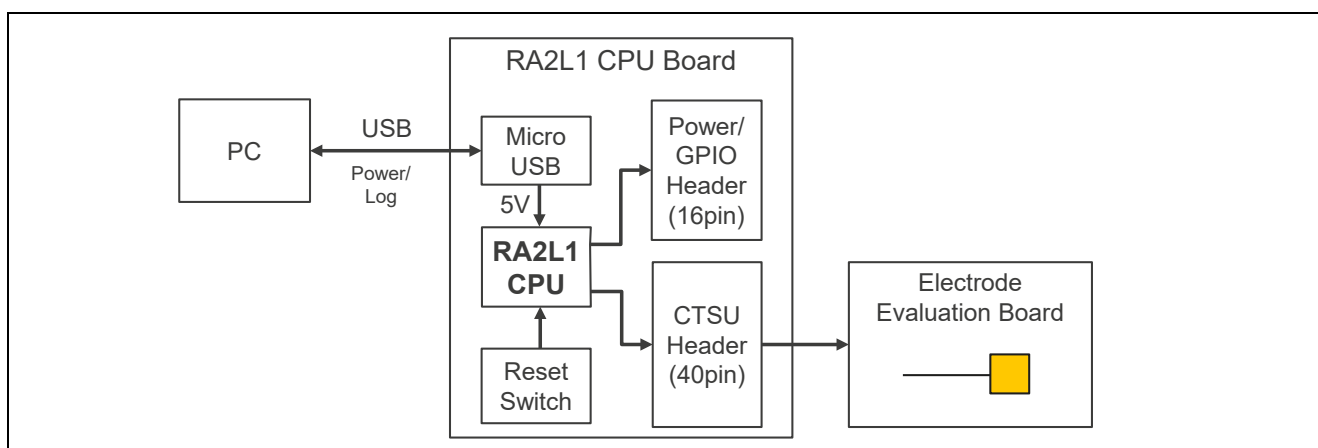 RA2L1 CPU Board
PC
USB
Power/
Log
Micro
USB
5V
RA2L1
CPU
Reset
Switch
Power/
GPIO
Header
(16pin)
CTSU
Header
(40pin)
Electrode
Evaluation Board